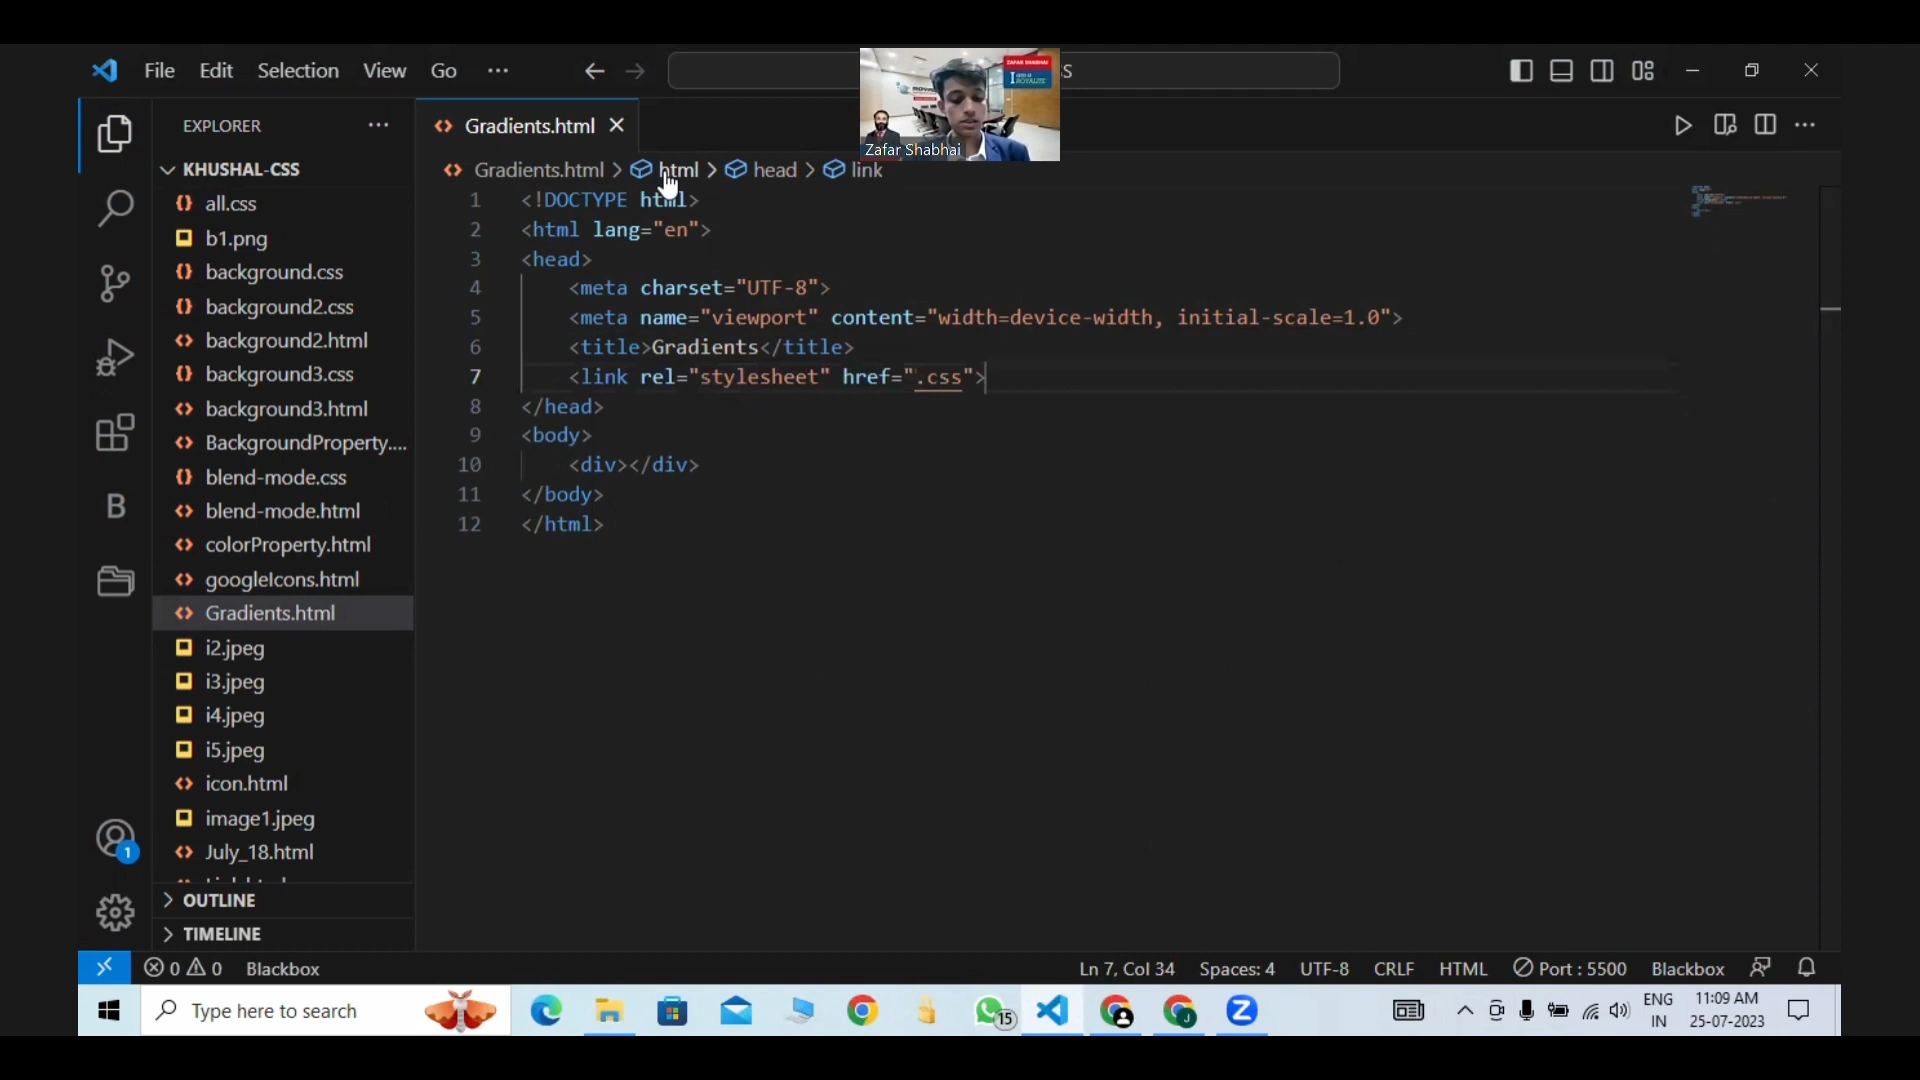 File Edit Selection View Go ···
ZAFAR SHABHAI
Zafar Shabhai
EXPLORER ···
Gradients.html
KHUSHAL-CSS
Gradients.html > html > head > link
all.css
b1.png
background.css
background2.css
background2.html
background3.css
background3.html
BackgroundProperty....
blend-mode.css
blend-mode.html
colorProperty.html
googleIcons.html
Gradients.html
i2.jpeg
i3.jpeg
i4.jpeg
i5.jpeg
icon.html
image1.jpeg
July_18.html
OUTLINE
TIMELINE
1 <!DOCTYPE html>
2 <html lang="en">
3 <head>
4 <meta charset="UTF-8">
5 <meta name="viewport" content="width=device-width, initial-scale=1.0">
6 <title>Gradients</title>
7 <link rel="stylesheet" href=".css">
8 </head>
9 <body>
10 <div></div>
11 </body>
12 </html>
B
1
0 0 Blackbox Ln 7, Col 34 Spaces: 4 UTF-8 CRLF HTML Port : 5500 Blackbox
Type here to search
15
ENG
IN
11:09 AM
25-07-2023